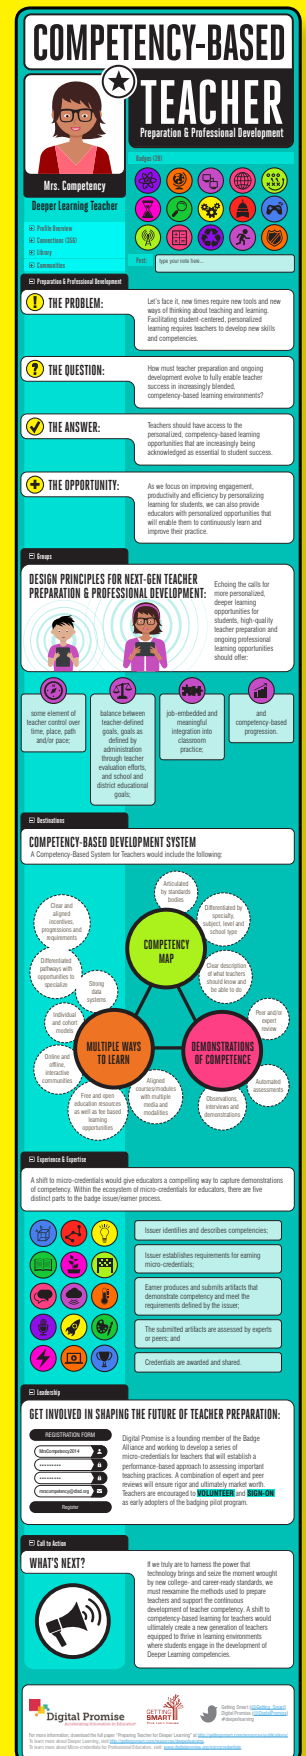 COMPETENCY-BASED
TEACHER
Preparation & Professional Development
Mrs. Competency
Deeper Learning Teacher
Profile Overview
Connections (356)
Library
Communities
Badges (28)
Post:
type your note here...
Preparation & Professional Development
THE PROBLEM:
Let's face it, new times require new tools and new
ways of thinking about teaching and learning.
Facilitating student-centered, personalized
learning requires teachers to develop new skills
and competencies.
THE QUESTION:
How must teacher preparation and ongoing
development evolve to fully enable teacher
success in increasingly blended,
competency-based learning environments?
THE ANSWER:
Teachers should have access to the
personalized, competency-based learning
opportunities that are increasingly being
acknowledged as essential to student success.
THE OPPORTUNITY:
As we focus on improving engagement,
productivity and efficiency by personalizing
learning for students, we can also provide
educators with personalized opportunities that
will enable them to continuously learn and
improve their practice.
Groups
DESIGN PRINCIPLES FOR NEXT-GEN TEACHER
PREPARATION & PROFESSIONAL DEVELOPMENT:
Echoing the calls for
more personalized,
deeper learning
opportunities for
students, high-quality
teacher preparation and
ongoing professional
learning opportunities
should offer:
some element of
teacher control over
time, place, path
and/or pace;
balance between
teacher-defined
goals, goals as
defined by
administration
through teacher
evaluation efforts,
and school and
district educational
goals;
job-embedded and
meaningful
integration into
classroom
practice;
and
competency-based
progression.
Destinations
COMPETENCY-BASED DEVELOPMENT SYSTEM
A Competency-Based System for Teachers would include the following:
COMPETENCY
MAP
Articulated
by standards
bodies
Differentiated by
specialty,
subject, level and
school type
Clear description
of what teachers
should know and
be able to do
MULTIPLE WAYS
TO LEARN
Clear and
aligned
incentives,
progressions and
requirements
Differentiated
pathways with
opportunities to
specialize
Strong
data
systems
Individual
and cohort
models
Online and
offline,
interactive
communities
Free and open
education resources
as well as fee based
learning
opportunities
Aligned
courses/modules
with multiple
media and
modalities
DEMONSTRATIONS
OF COMPETENCE
Peer and/or
expert
review
Automated
assessments
Observations,
interviews and
demonstrations
Experience & Expertise
A shift to micro-credentials would give educators a compelling way to capture demonstrations
of competency. Within the ecosystem of micro-credentials for educators, there are five
distinct parts to the badge issuer/earner process.
Issuer identifies and describes competencies;
Issuer establishes requirements for earning
micro-credentials;
Earner produces and submits artifacts that
demonstrate competency and meet the
requirements defined by the issuer;
The submitted artifacts are assessed by experts
or peers; and
Credentials are awarded and shared.
Leadership
GET INVOLVED IN SHAPING THE FUTURE OF TEACHER PREPARATION:
REGISTRATION FORM
MrsCompetency2014
Register
Digital Promise is a founding member of the Badge
Alliance and working to develop a series of
micro-credentials for teachers that will establish a
performance-based approach to assessing important
teaching practices. A combination of expert and peer
reviews will ensure rigor and ultimately market worth.
Teachers are encouraged to VOLUNTEER and SIGN-ON
as early adopters of the badging pilot program.
Call to Action
WHAT'S NEXT?
If we truly are to harness the power that
technology brings and seize the moment wrought
by new college- and career-ready standards, we
must reexamine the methods used to prepare
teachers and support the continuous
development of teacher competency. A shift to
competency-based learning for teachers would
ultimately create a new generation of teachers
equipped to thrive in learning environments
where students engage in the development of
Deeper Learning competencies.
Digital Promise
Accelerating Innovation in Education
GETTING
SMART
Getting Smart (@Getting_Smart)
Digital Promise (@DigitalPromise)
#deeperlearning